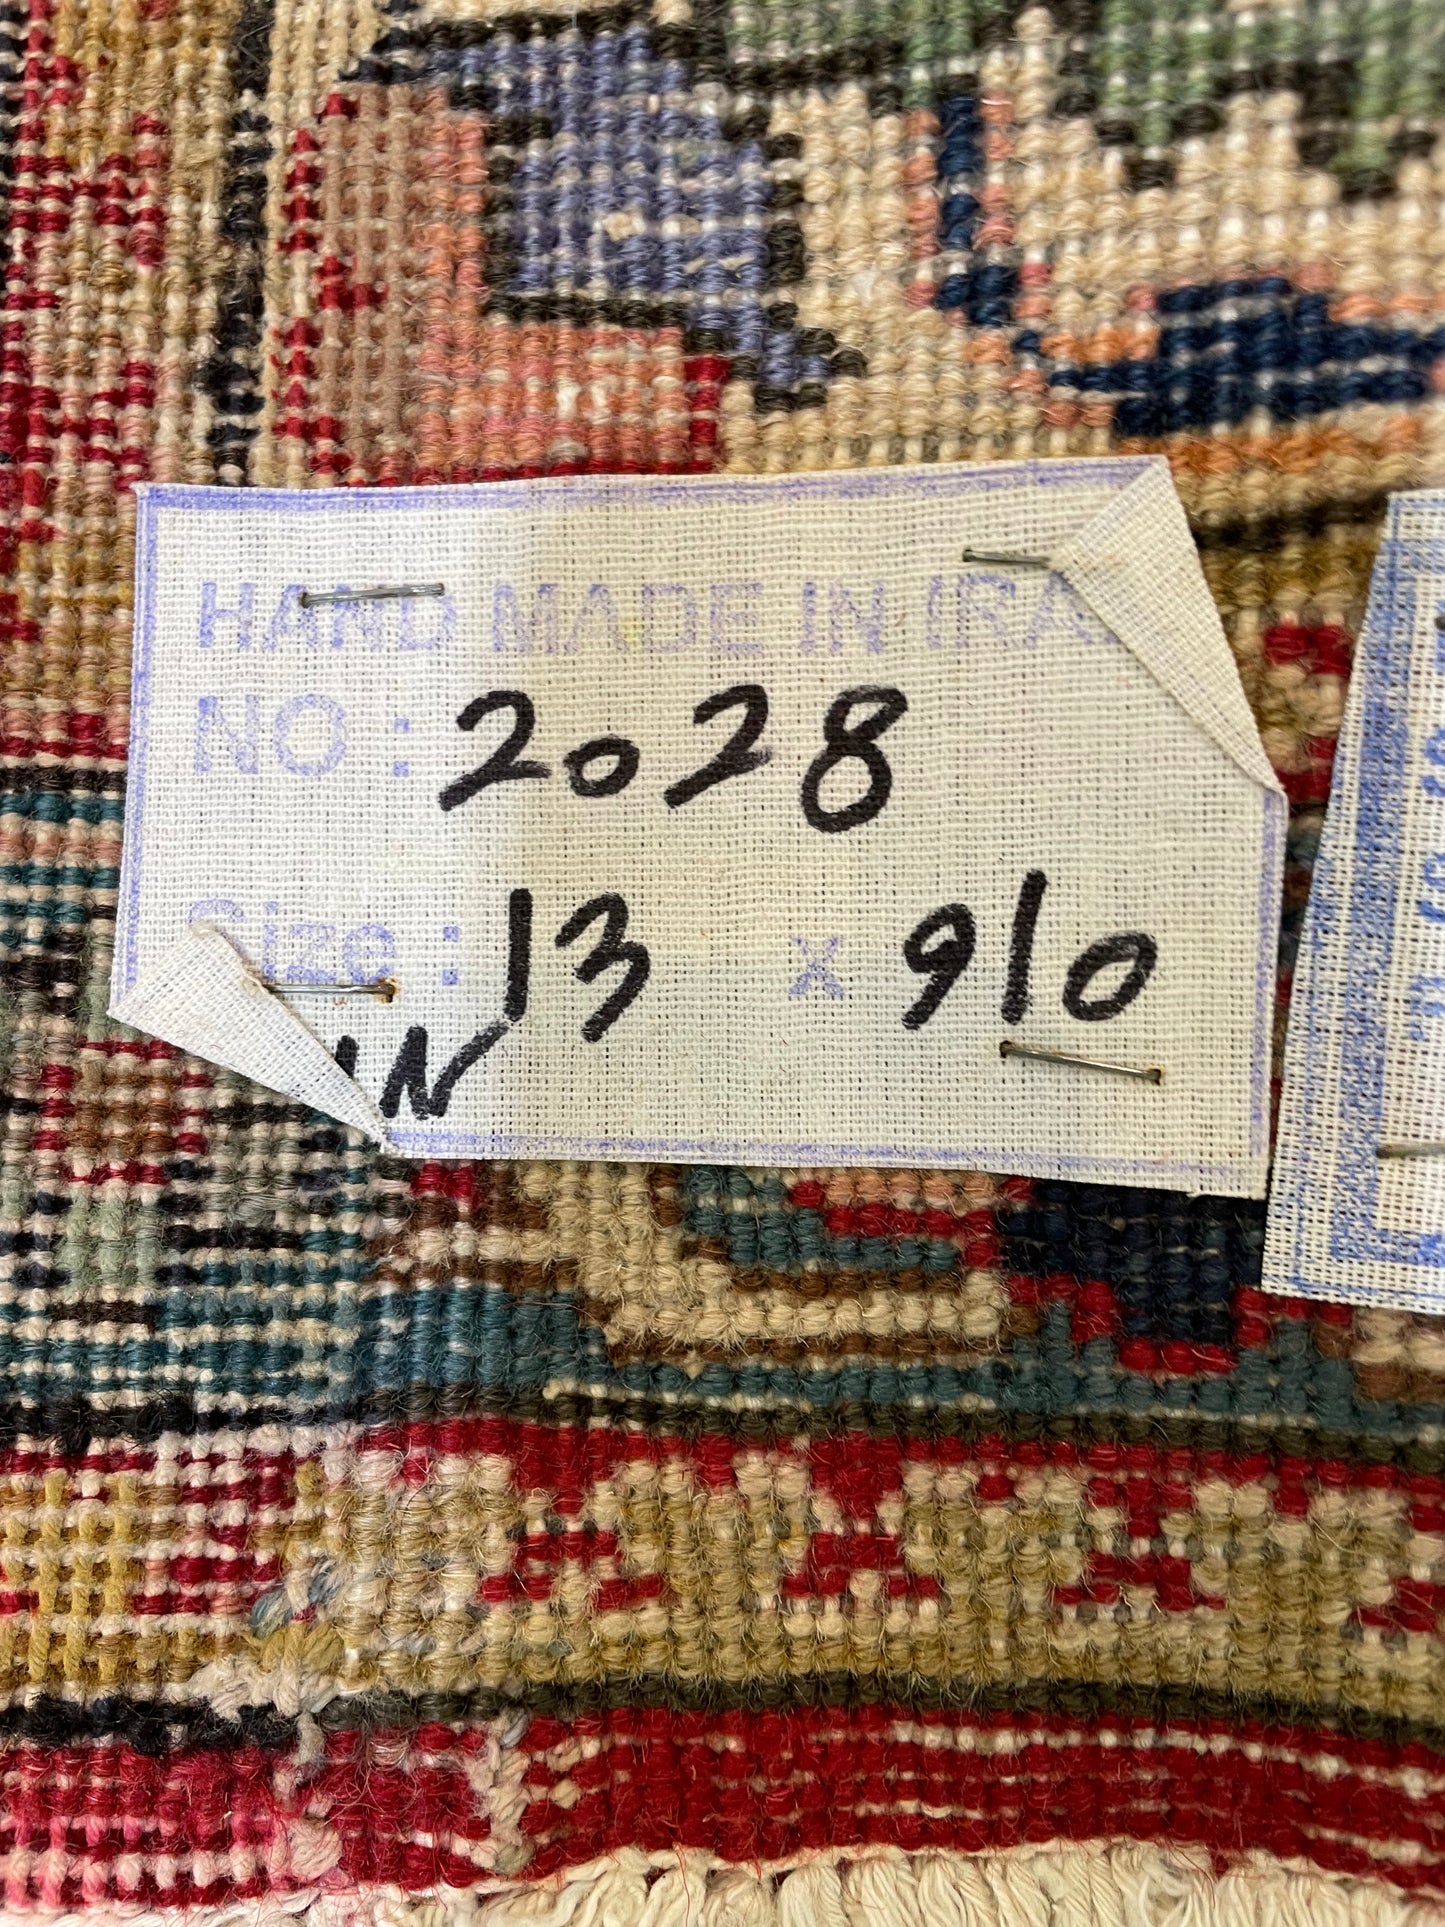 HAND MADE IN IRA
NO: 2028
Size: 13 x 910